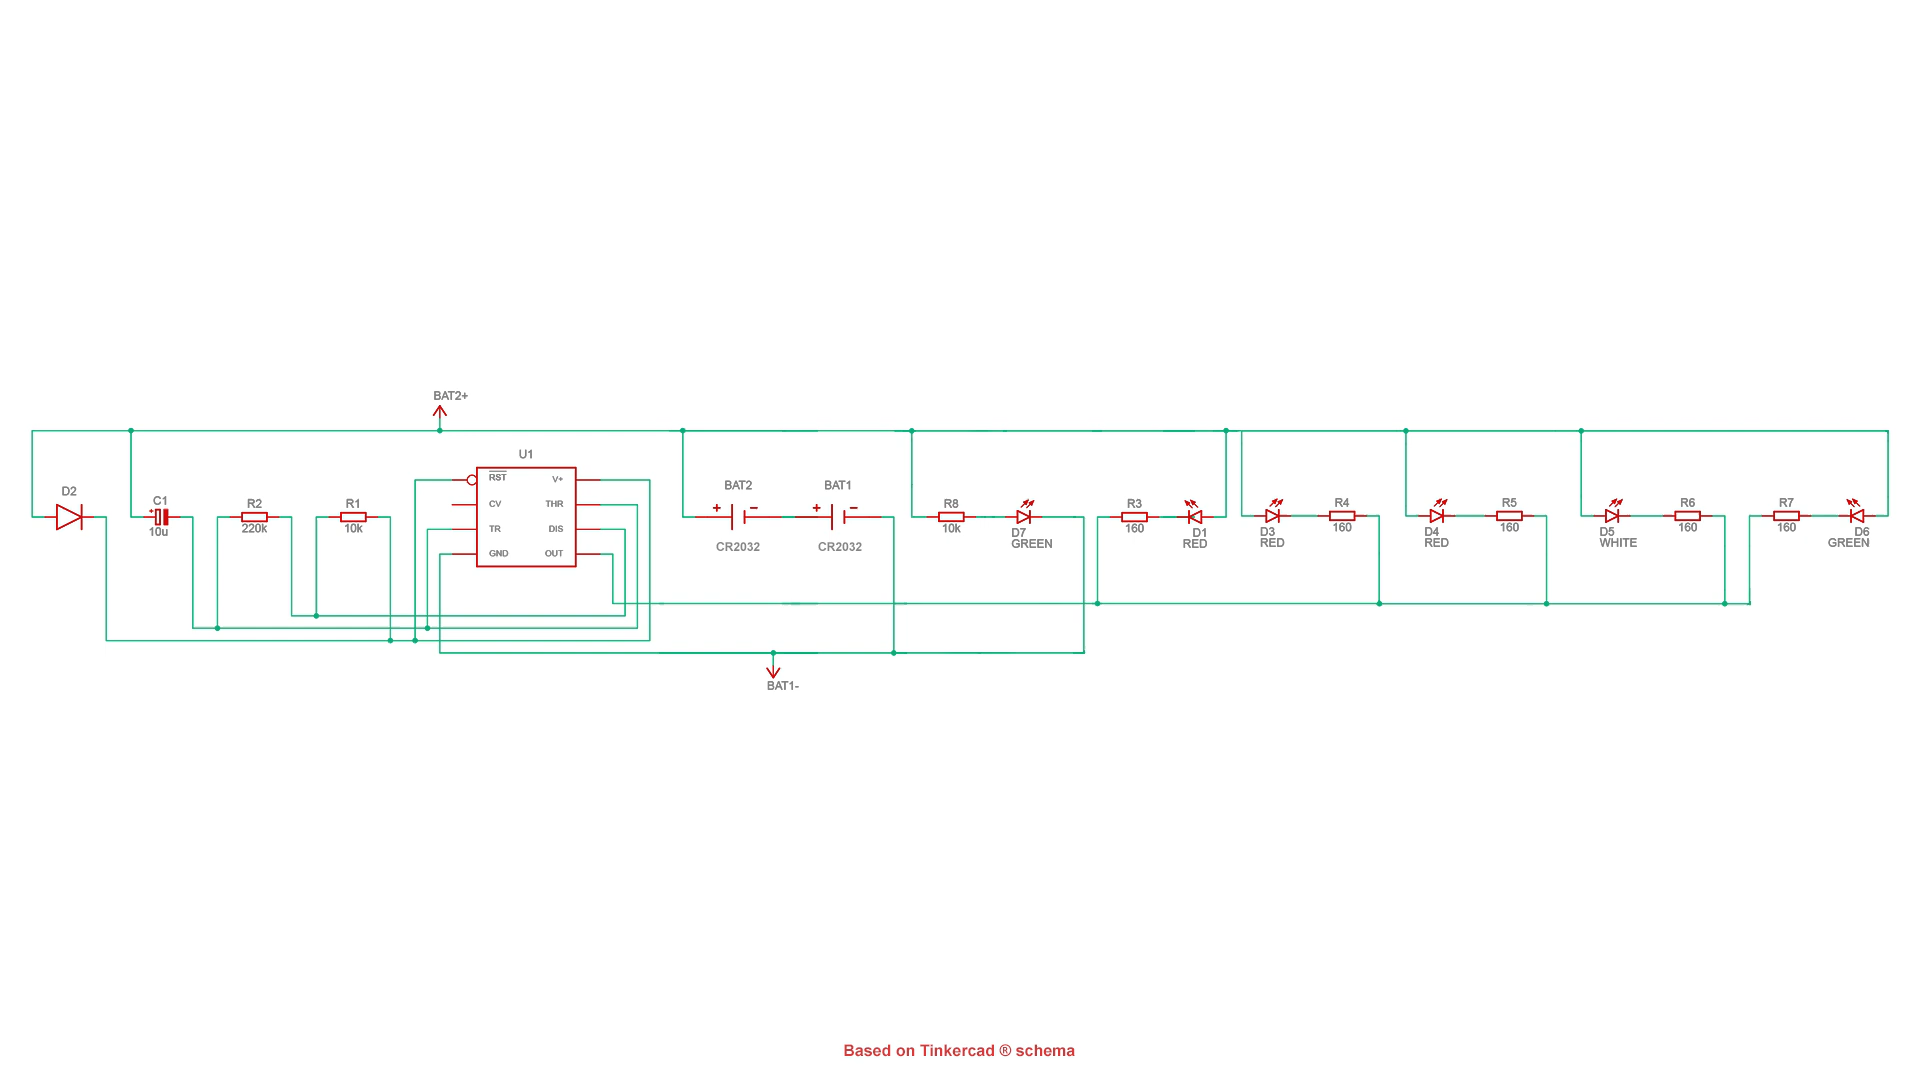 BAT2+
U1
RST
V+
CV
THR
TR
DIS
GND
OUT
D2
C1
10u
R2
220k
R1
10k
BAT2
+ −
CR2032
BAT1
+ −
CR2032
R8
10k
D7
GREEN
R3
160
D1
RED
D3
RED
R4
160
D4
RED
R5
160
D5
WHITE
R6
160
R7
160
D6
GREEN
BAT1-
Based on Tinkercad ® schema